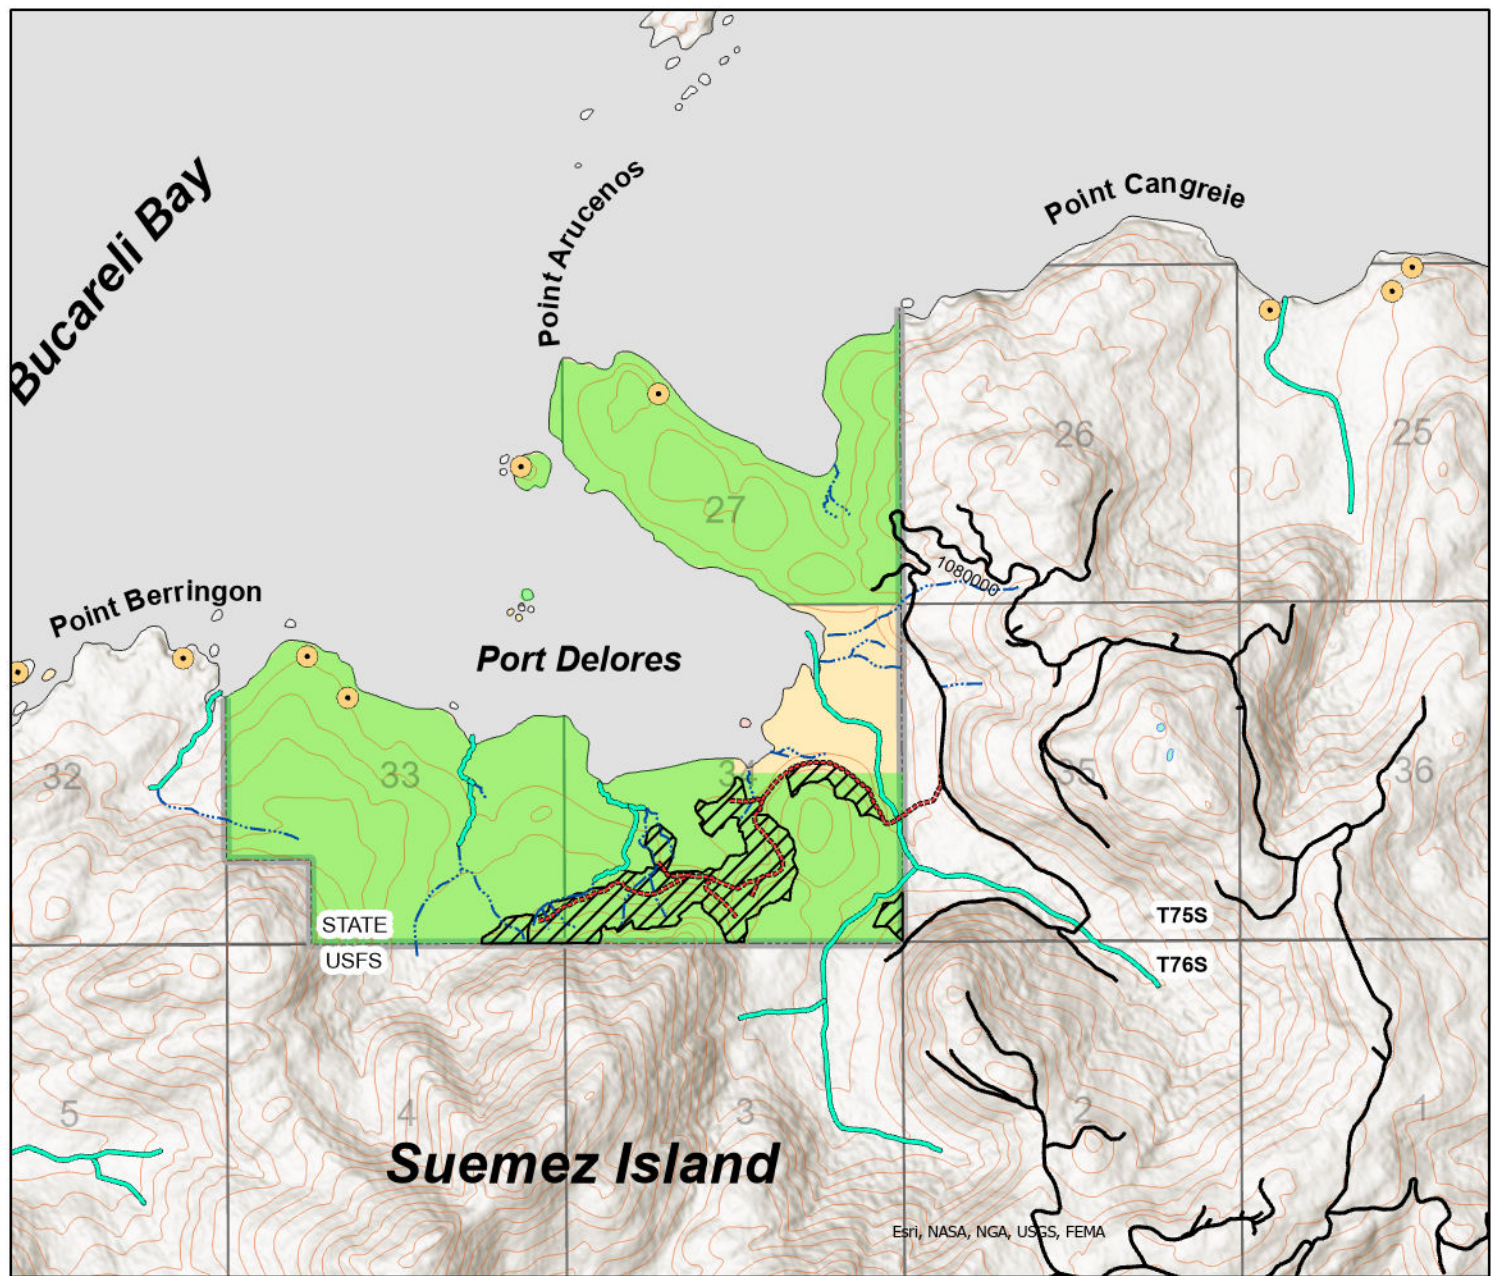 Point Cangreie
Point Arucenos
Bucareli Bay
26
25
27
1080000
Point Berringon
Port Delores
32
33
34
35
36
STATE
T75S
USFS
T76S
5
4
3
2
1
Suemez Island
Esri, NASA, NGA, USGS, FEMA